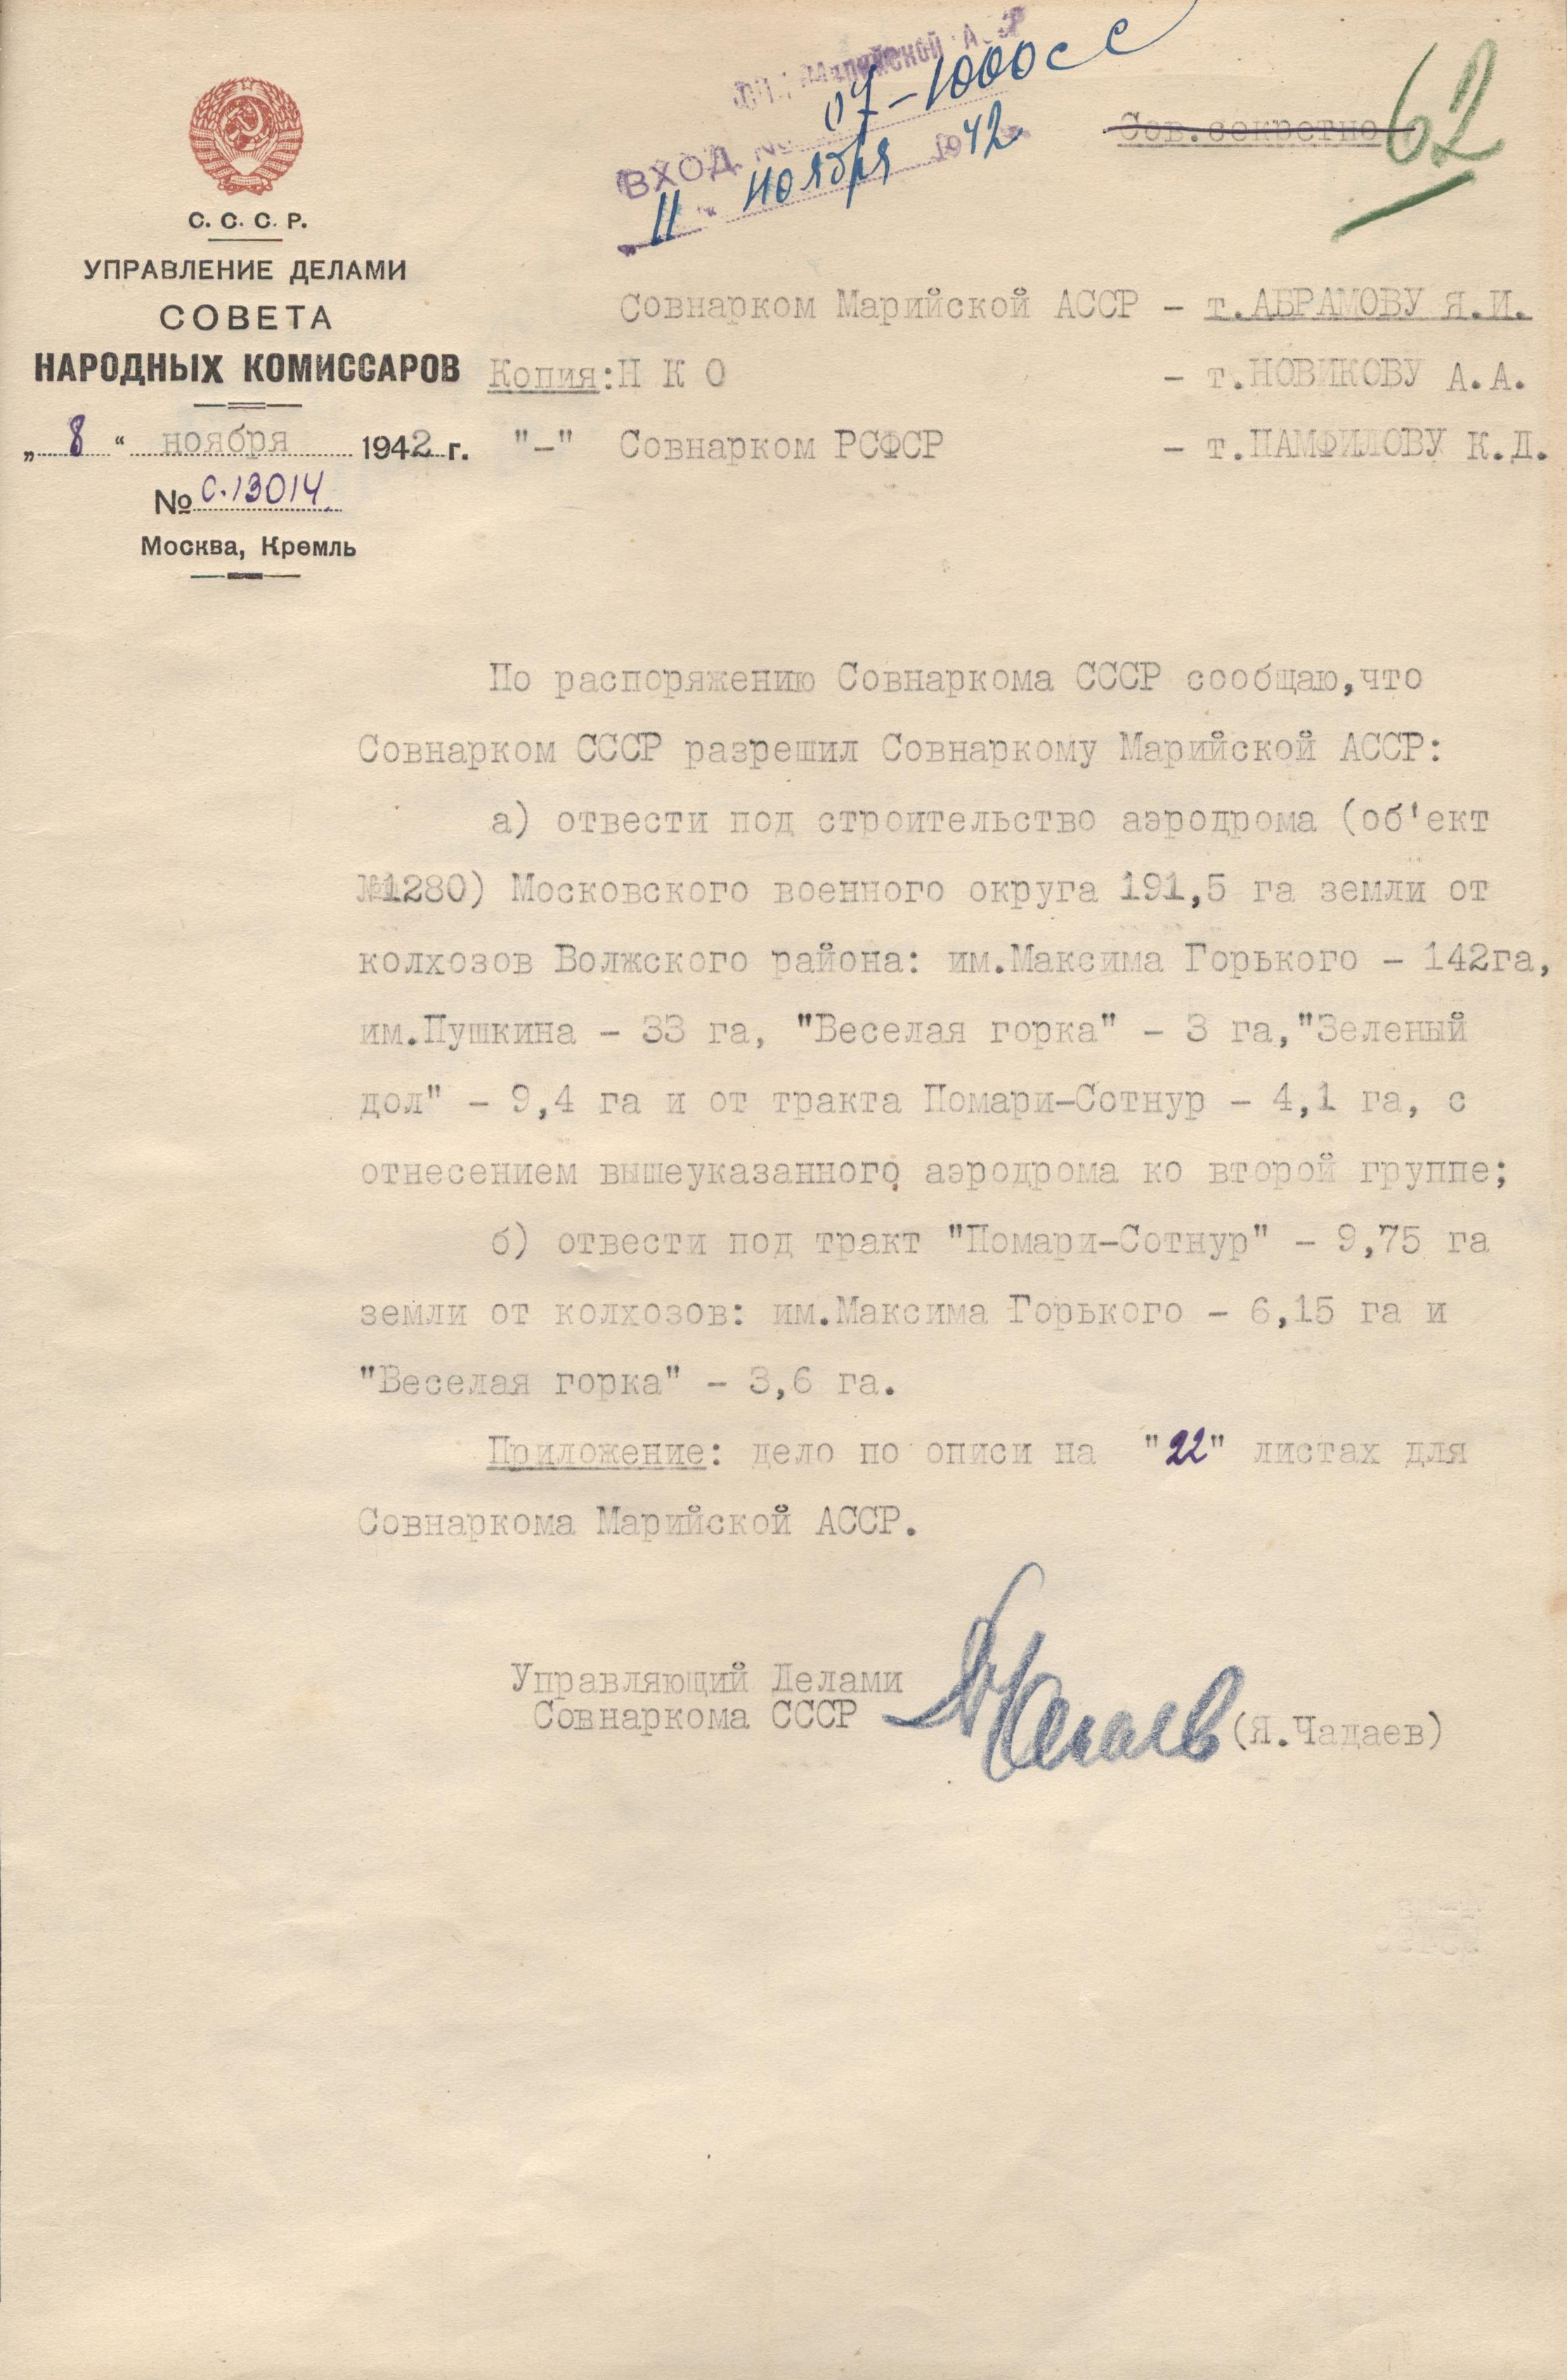 С. С. С. Р.
УПРАВЛЕНИЕ ДЕЛАМИ
СОВЕТА
НАРОДНЫХ КОМИССАРОВ
„ 8 “ ноября 1942 г.
№ С.13014
Москва, Кремль
Марийской
ВХОД. № 07-1000сс
„ 11 “ ноября 1942
Сов.секретно
62
Совнарком Марийской АССР - т.АБРАМОВУ Я.И.
Копия: Н К О - т.НОВИКОВУ А.А.
"-" Совнарком РСФСР - т.ПАМФИЛОВУ К.Д.
По распоряжению Совнаркома СССР сообщаю,что
Совнарком СССР разрешил Совнаркому Марийской АССР:
а) отвести под строительство аэродрома (об'ект
№1280) Московского военного округа 191,5 га земли от
колхозов Волжского района: им.Максима Горького - 142га,
им.Пушкина - 33 га, "Веселая горка" - 3 га,"Зеленый
дол" - 9,4 га и от тракта Помари-Сотнур - 4,1 га, с
отнесением вышеуказанного аэродрома ко второй группе;
б) отвести под тракт "Помари-Сотнур" - 9,75 га
земли от колхозов: им.Максима Горького - 6,15 га и
"Веселая горка" - 3,6 га.
Приложение: дело по описи на "22" листах для
Совнаркома Марийской АССР.
Управляющий Делами
Совнаркома СССР
(Я.Чадаев)